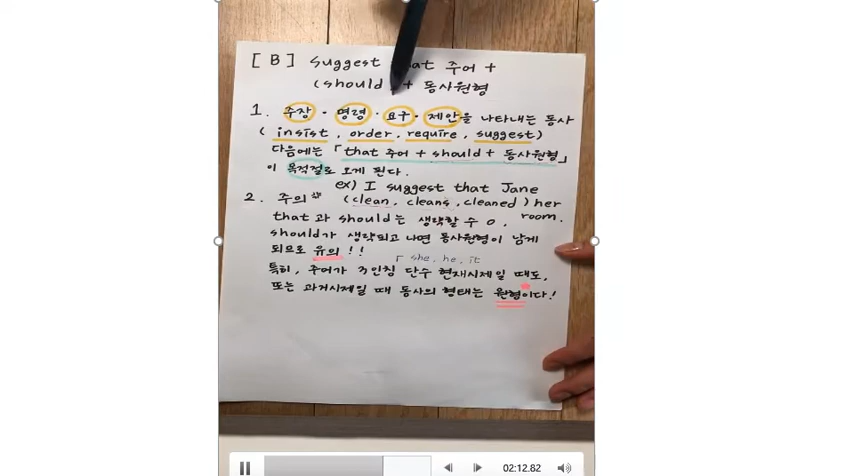 [B] suggest that 주어 +
(should) + 동사원형
1. 주장 · 명령 · 요구 · 제안을 나타내는 동사
( insist, order, require, suggest)
다음에는 「that 주어 + should + 동사원형」
이 목적절로 오게 된다.
ex) I suggest that Jane
(clean, cleans, cleaned) her
room.
2. 주의*
that과 should는 생략할 수 O,
should가 생략되고 나면 동사원형이 남게
되므로 유의!!
「 she, he, it
특히, 주어가 3인칭 단수 현재시제일 때도,
또는 과거시제일 때 동사의 형태는 원형이다!
02:12.82